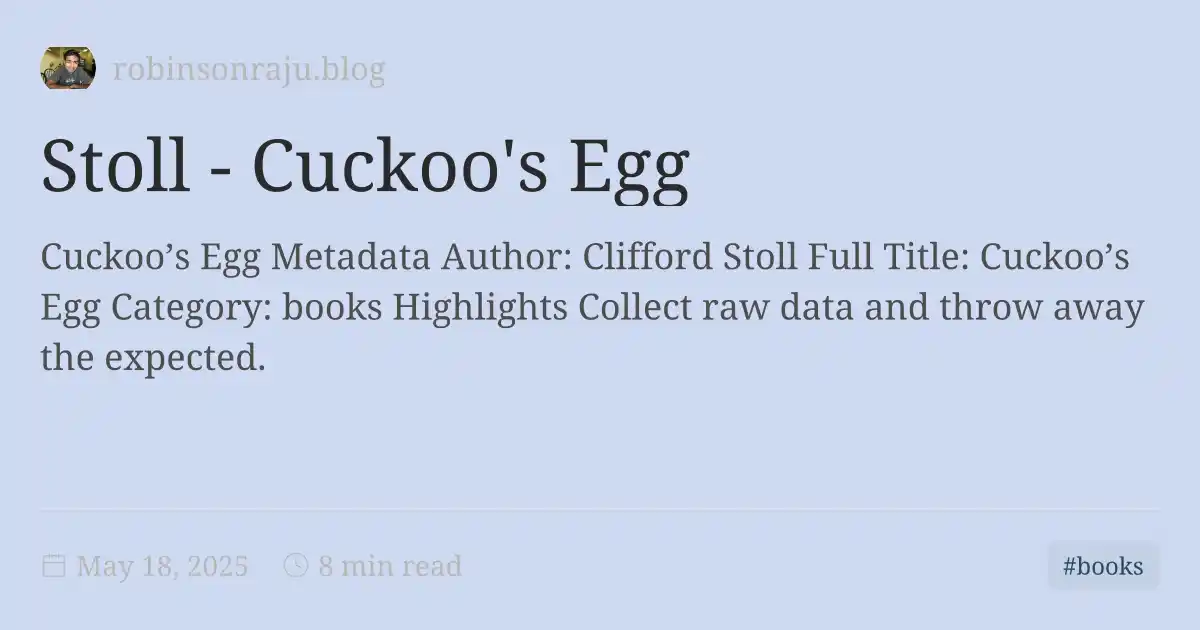 robinsonraju.blog
Stoll - Cuckoo's Egg
Cuckoo’s Egg Metadata Author: Clifford Stoll Full Title: Cuckoo’s
Egg Category: books Highlights Collect raw data and throw away
the expected.
May 18, 2025 8 min read #books